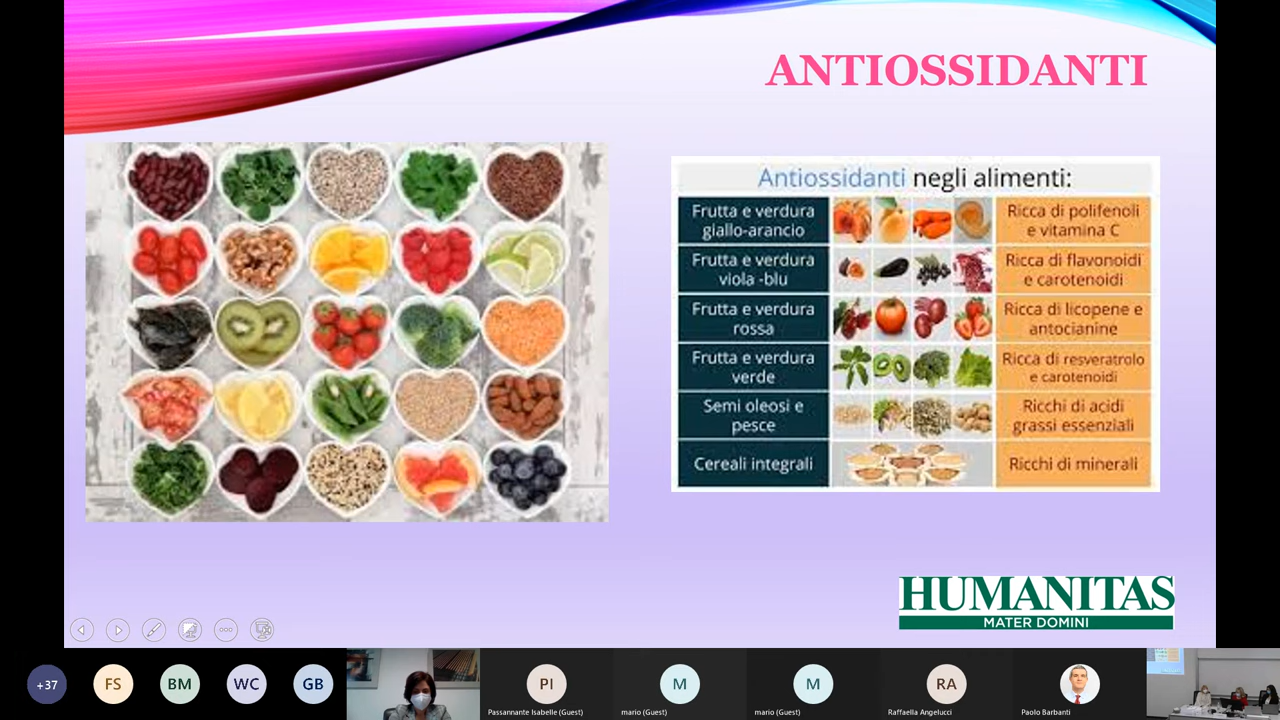 ANTIOSSIDANTI
Antiossidanti negli alimenti:
Frutta e verdura
giallo-arancio
Ricca di polifenoli
e vitamina C
Frutta e verdura
viola -blu
Ricca di flavonoidi
e carotenoidi
Frutta e verdura
rossa
Ricca di licopene e
antocianine
Frutta e verdura
verde
Ricca di resveratrolo
e carotenoidi
Semi oleosi e
pesce
Ricchi di acidi
grassi essenziali
Cereali integrali
Ricchi di minerali
HUMANITAS
MATER DOMINI
+37
FS
BM
WC
GB
PI
Passannante Isabelle (Guest)
M
mario (Guest)
M
mario (Guest)
RA
Raffaella Angelucci
Paolo Barbanti